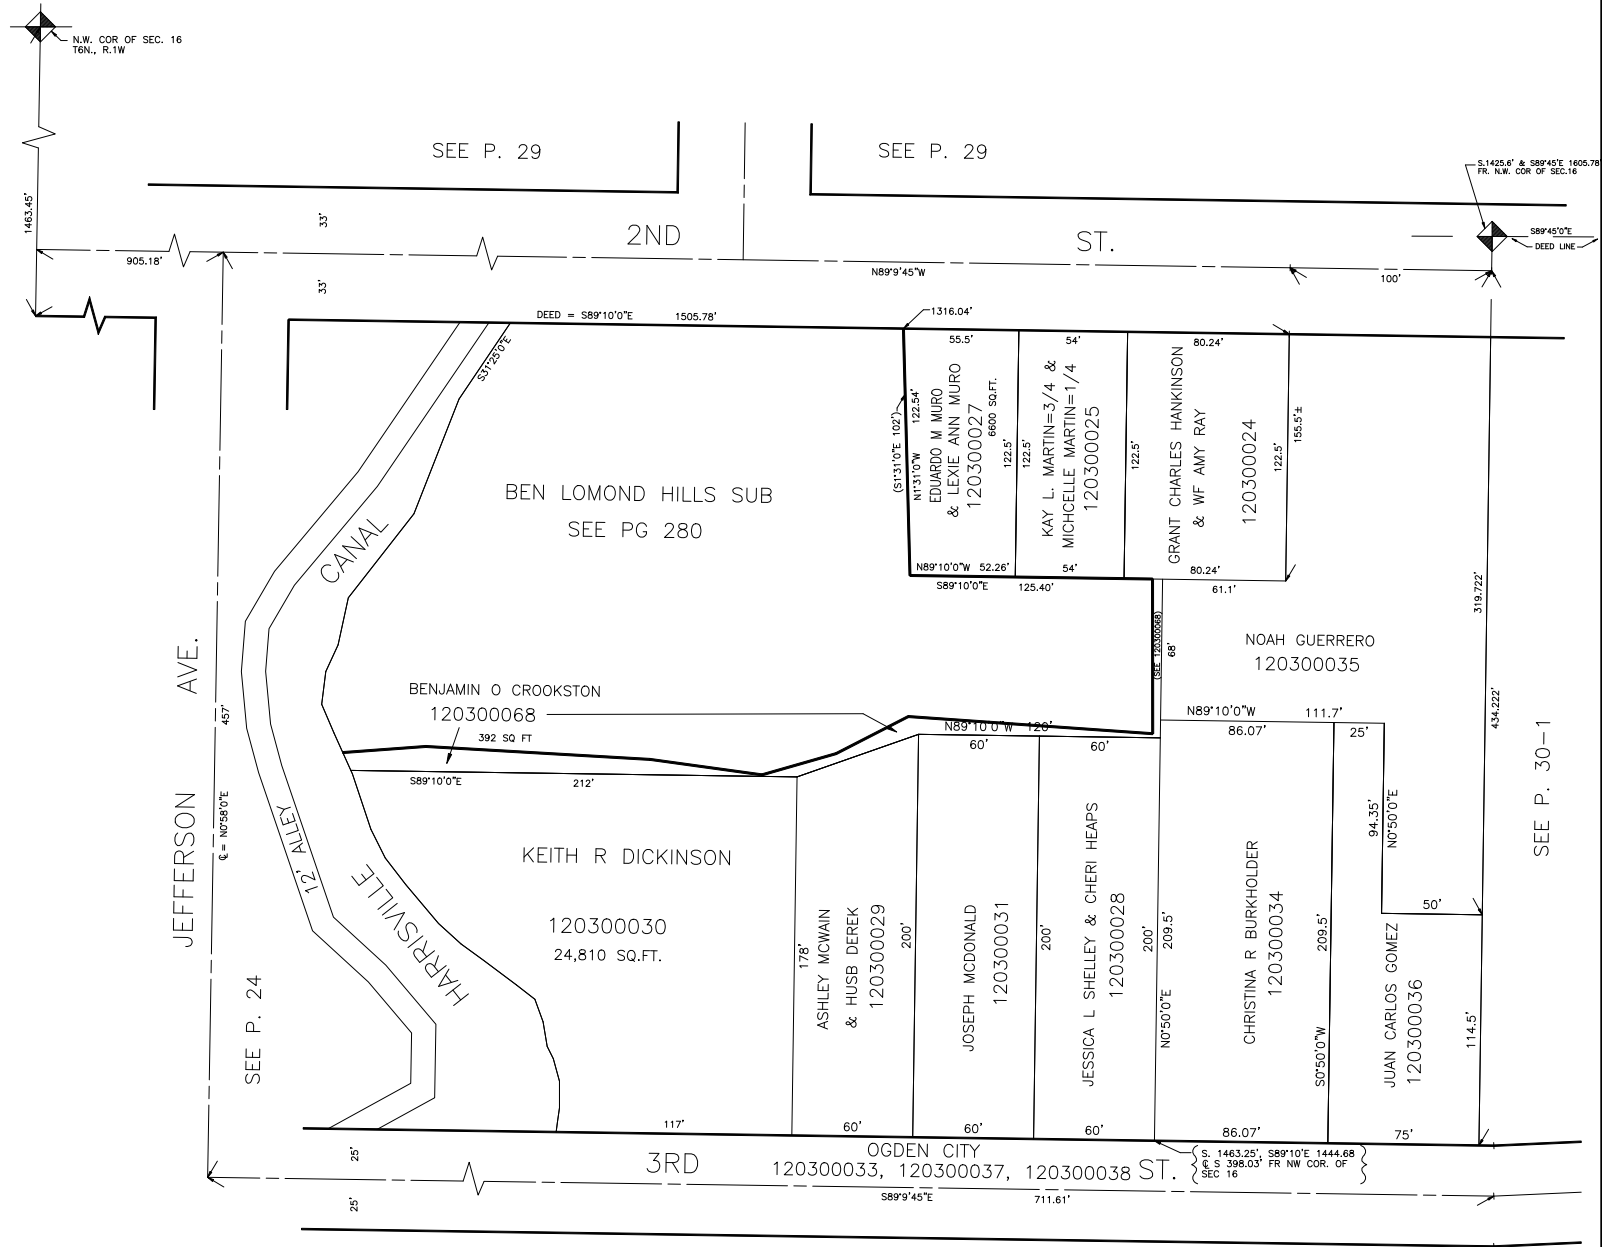 N.W. COR OF SEC. 16
T6N., R.1W
SEE P. 29
SEE P. 29
S.1425.6' & S89°45'E 1605.78'
FR. N.W. COR OF SEC.16
1463.45'
33'
2ND
ST.
S89°45'0"E
DEED LINE
905.18'
N89°9'45"W
100'
33'
DEED = S89°10'0"E 1505.78'
1316.04'
55.5'
54'
80.24'
S31°25'0"E
(S1°31'0"E 102')
N1°31'0"W 122.54'
EDUARDO M MURO
& LEXIE ANN MURO
120300027
6600 SQ.FT.
122.5'
122.5'
KAY L. MARTIN=3/4 &
MICHCELLE MARTIN=1/4
120300025
122.5'
GRANT CHARLES HANKINSON
& WF AMY RAY
120300024
122.5'
155.5'±
BEN LOMOND HILLS SUB
SEE PG 280
CANAL
N89°10'0"W 52.26'
54'
80.24'
S89°10'0"E 125.40'
61.1'
319.722'
(SEE 120300068)
68'
NOAH GUERRERO
120300035
AVE.
457'
BENJAMIN O CROOKSTON
120300068
392 SQ FT
N89°10'0"W 120'
N89°10'0"W 111.7'
434.222'
60'
60'
86.07'
25'
SEE P. 30-1
S89°10'0"E 212'
JEFFERSON
℄ = N0°58'0"E
12' ALLEY
HARRISVILLE
KEITH R DICKINSON
120300030
24,810 SQ.FT.
94.35'
N0°50'0"E
50'
178'
ASHLEY MCWAIN
& HUSB DEREK
120300029
200'
JOSEPH MCDONALD
120300031
200'
JESSICA L SHELLEY & CHERI HEAPS
120300028
200'
209.5'
N0°50'0"E
CHRISTINA R BURKHOLDER
120300034
209.5'
S0°50'0"W
JUAN CARLOS GOMEZ
120300036
114.5'
SEE P. 24
117'
60'
60'
60'
86.07'
75'
25'
3RD
OGDEN CITY
120300033, 120300037, 120300038
ST.
S. 1463.25', S89°10'E 1444.68
℄ S 398.03' FR NW COR. OF
SEC 16
S89°9'45"E 711.61'
25'